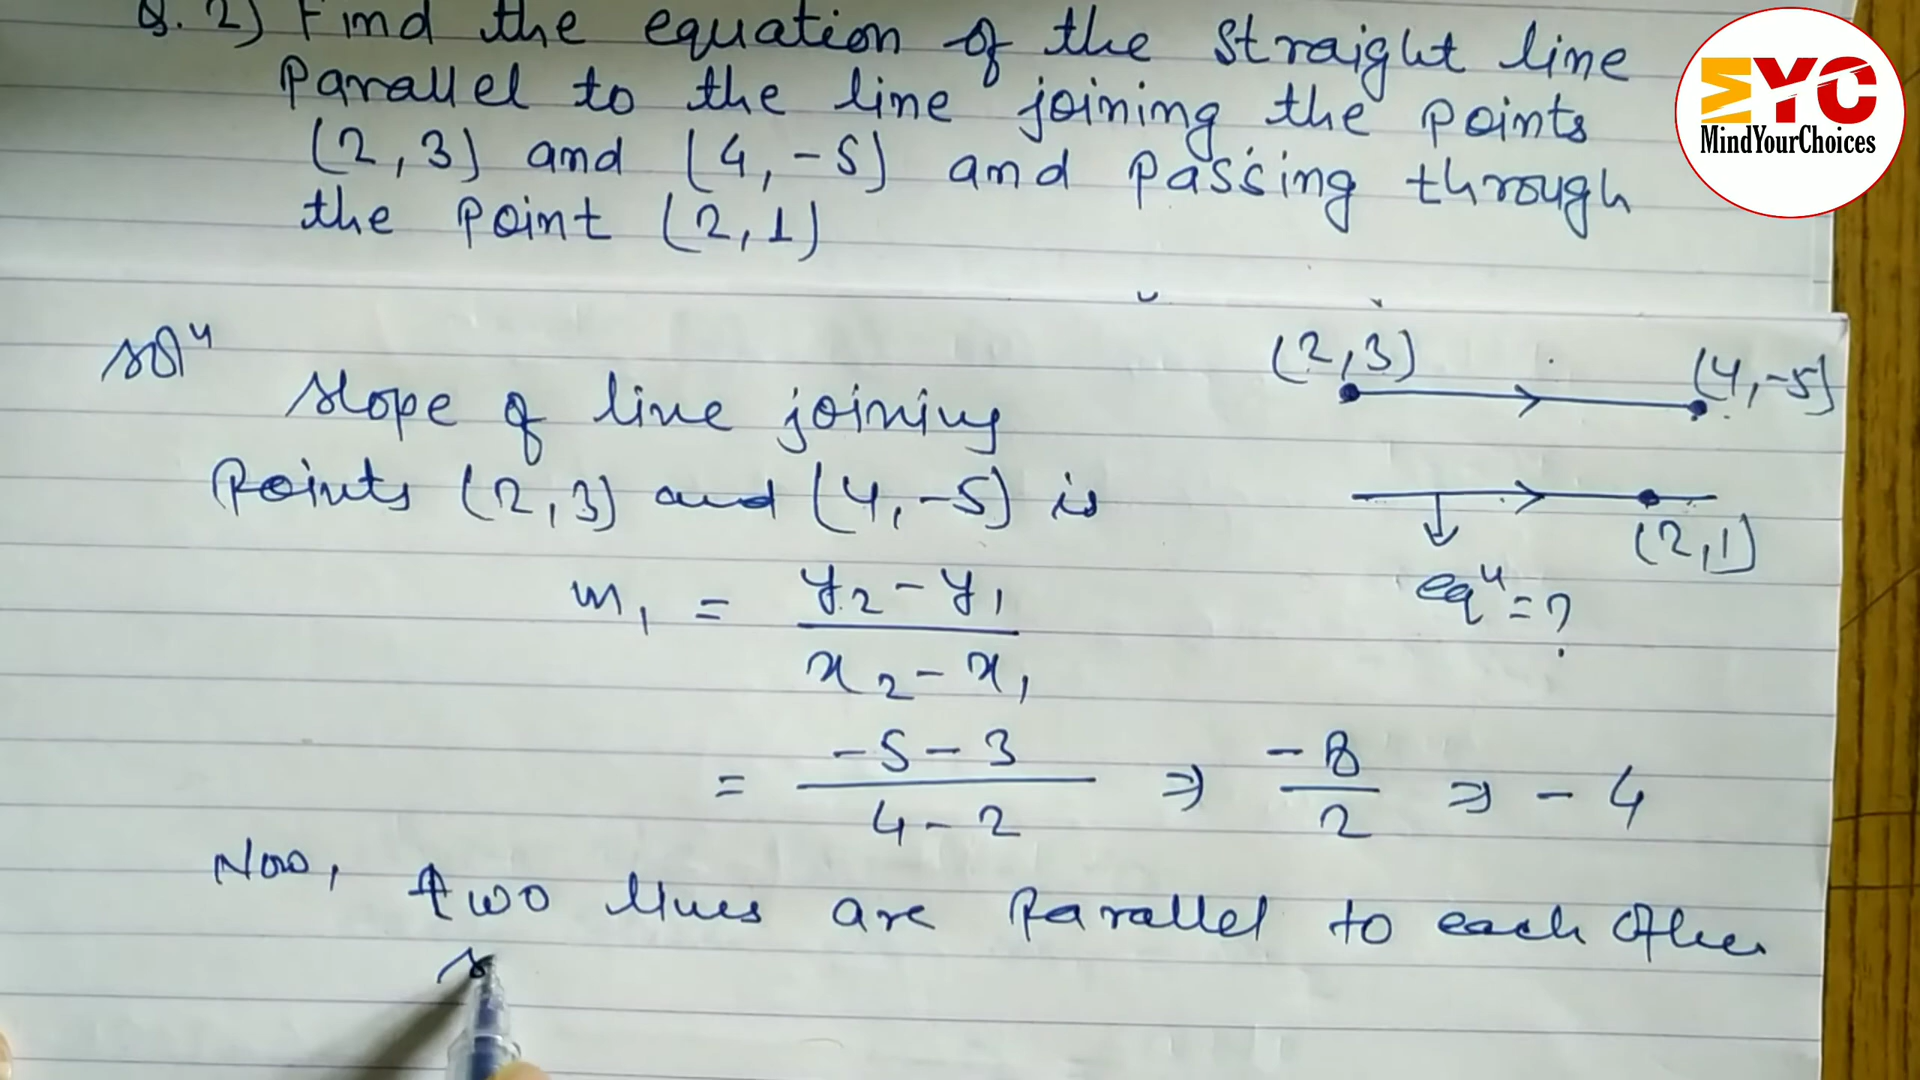 Q. 2) Find the equation of the straight line
Parallel to the line joining the points
(2, 3) and (4, -5) and passing through
the point (2, 1)
MYC
MindYourChoices
solⁿ
slope of line joining
Points (2, 3) and (4, -5) is
m₁ = y₂ - y₁ / x₂ - x₁
= -5 - 3 / 4 - 2 ⇒ -8 / 2 ⇒ -4
Now, two lines are parallel to each other
(2, 3)
(4, -5)
(2, 1)
eqⁿ = ?